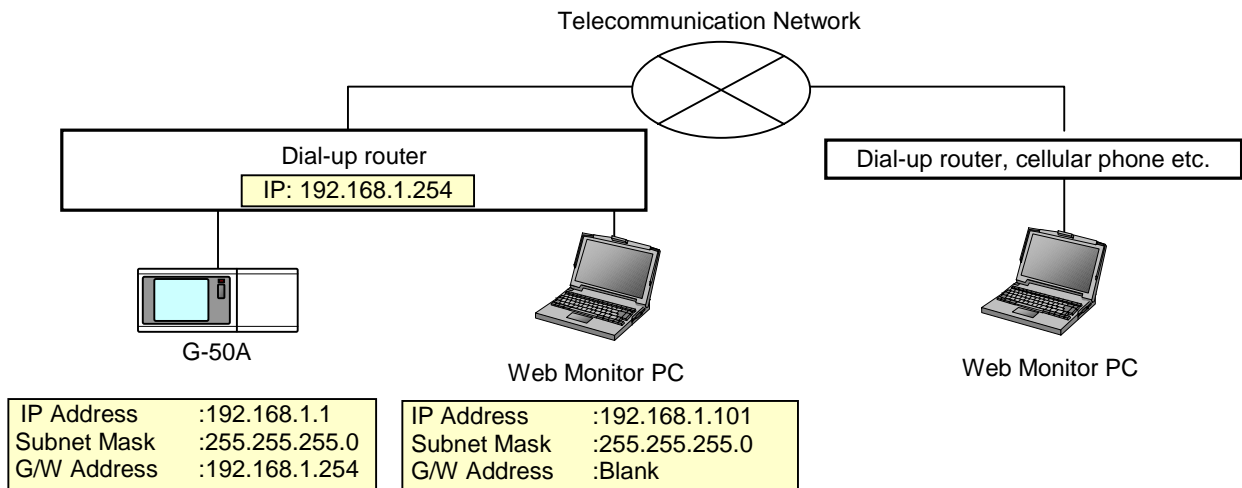 Telecommunication Network
Dial-up router
IP: 192.168.1.254
Dial-up router, cellular phone etc.
G-50A
Web Monitor PC
Web Monitor PC
IP Address :192.168.1.1
Subnet Mask :255.255.255.0
G/W Address :192.168.1.254
IP Address :192.168.1.101
Subnet Mask :255.255.255.0
G/W Address :Blank